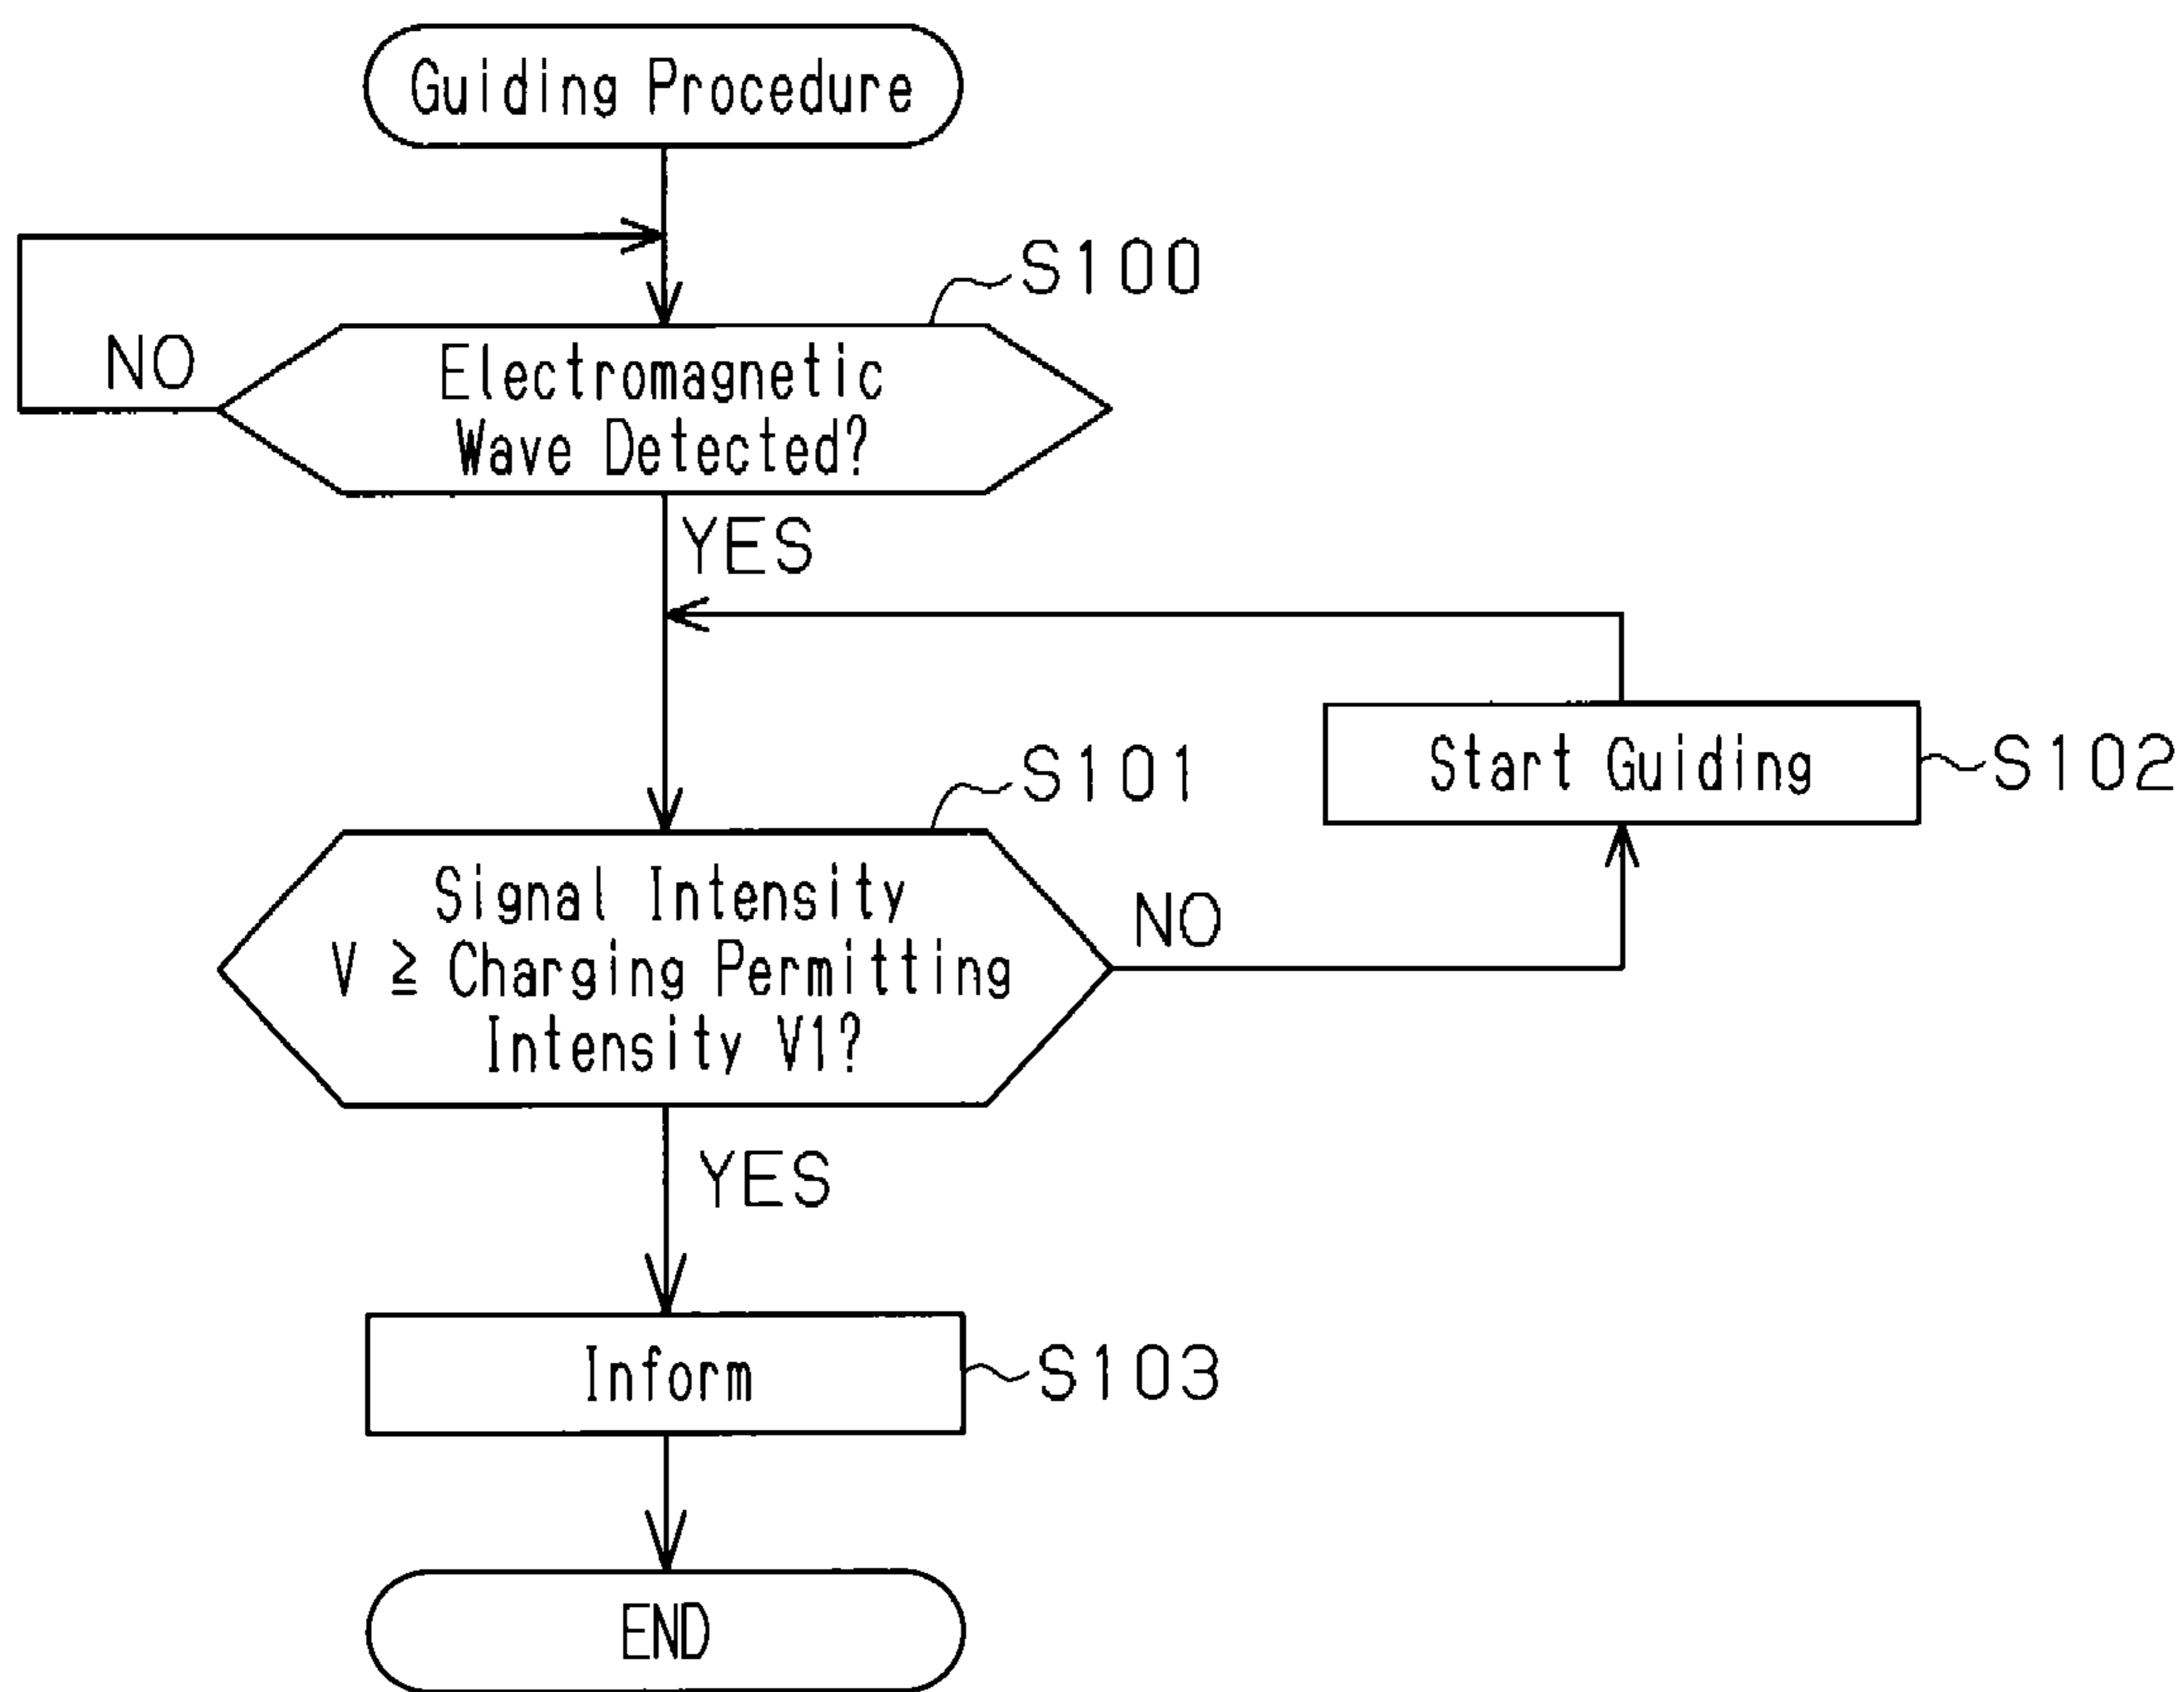 Guiding Procedure
S100
NO
Electromagnetic
Wave Detected?
YES
Start Guiding
S102
S101
Signal Intensity
V ≧ Charging Permitting
Intensity V1?
NO
YES
Inform
S103
END